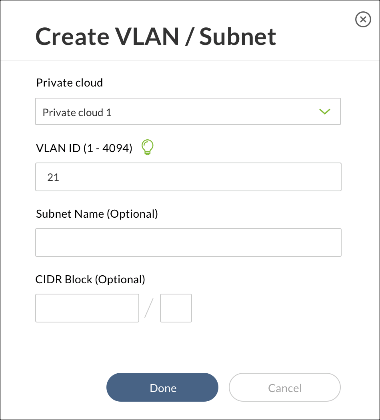 Create VLAN / Subnet
Private cloud
Private cloud 1
VLAN ID (1 - 4094)
21
Subnet Name (Optional)
CIDR Block (Optional)
/
Done
Cancel